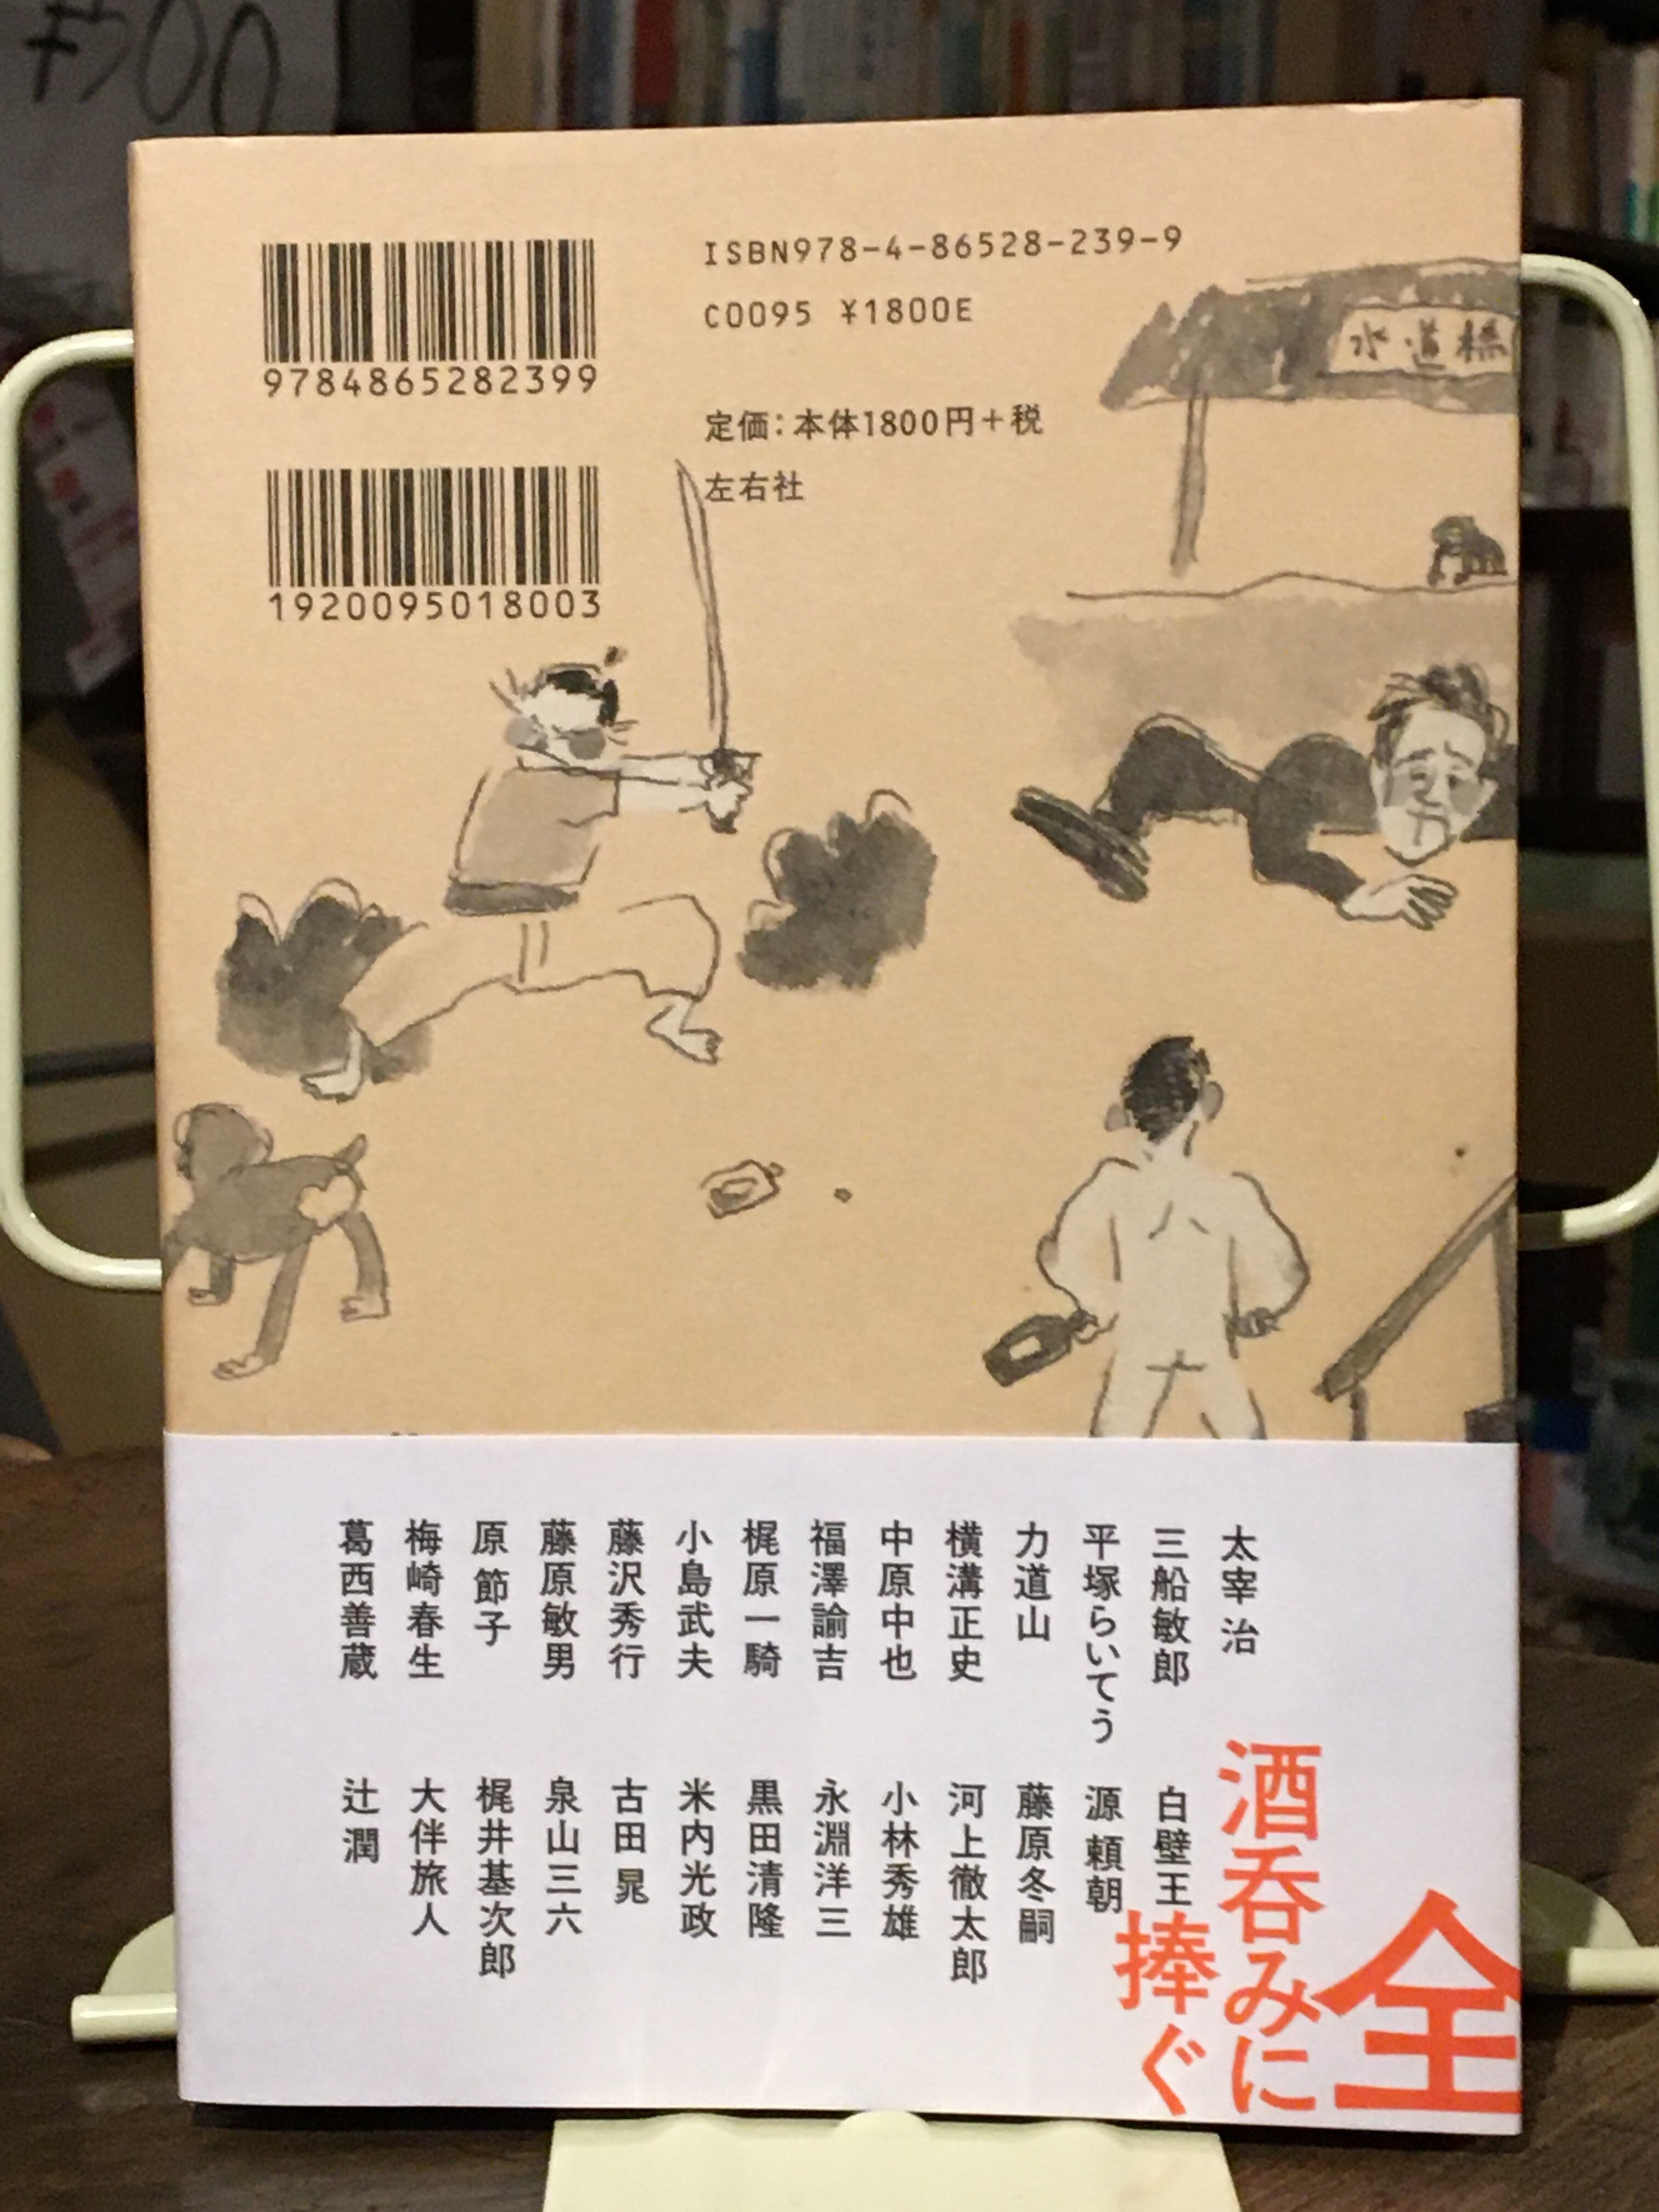 ¥500
ISBN978-4-86528-239-9
C0095 ¥1800E
9784865282399
定価：本体1800円＋税
左右社
1920095018003
水道橋
全
酒呑みに
捧ぐ
太宰 治
三船敏郎
平塚らいてう
力道山
横溝正史
中原中也
福澤諭吉
梶原一騎
小島武夫
藤沢秀行
藤原敏男
原 節子
梅崎春生
葛西善蔵
白壁王
源 頼朝
藤原冬嗣
河上徹太郎
小林秀雄
永淵洋三
黒田清隆
米内光政
古田 晁
泉山三六
梶井基次郎
大伴旅人
辻 潤